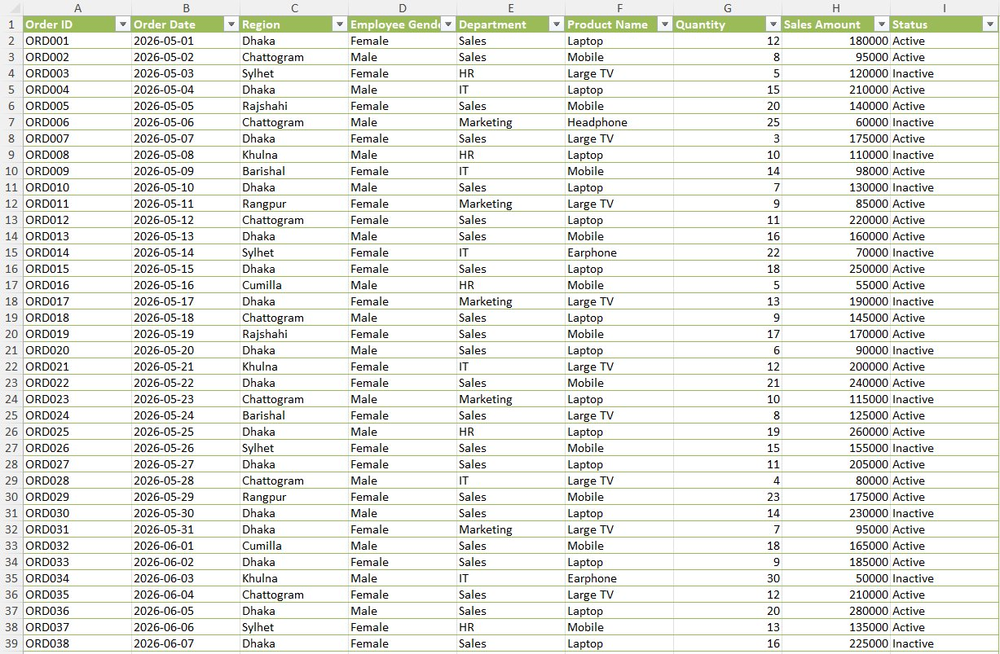 A B C D E F G H I
1 Order ID Order Date Region Employee Gende Department Product Name Quantity Sales Amount Status
2 ORD001 2026-05-01 Dhaka Female Sales Laptop 12 180000 Active
3 ORD002 2026-05-02 Chattogram Male Sales Mobile 8 95000 Active
4 ORD003 2026-05-03 Sylhet Female HR Large TV 5 120000 Inactive
5 ORD004 2026-05-04 Dhaka Male IT Laptop 15 210000 Active
6 ORD005 2026-05-05 Rajshahi Female Sales Mobile 20 140000 Active
7 ORD006 2026-05-06 Chattogram Male Marketing Headphone 25 60000 Inactive
8 ORD007 2026-05-07 Dhaka Female Sales Large TV 3 175000 Active
9 ORD008 2026-05-08 Khulna Male HR Laptop 10 110000 Inactive
10 ORD009 2026-05-09 Barishal Female IT Mobile 14 98000 Active
11 ORD010 2026-05-10 Dhaka Male Sales Laptop 7 130000 Inactive
12 ORD011 2026-05-11 Rangpur Female Marketing Large TV 9 85000 Active
13 ORD012 2026-05-12 Chattogram Female Sales Laptop 11 220000 Active
14 ORD013 2026-05-13 Dhaka Male Sales Mobile 16 160000 Active
15 ORD014 2026-05-14 Sylhet Female IT Earphone 22 70000 Inactive
16 ORD015 2026-05-15 Dhaka Female Sales Laptop 18 250000 Active
17 ORD016 2026-05-16 Cumilla Male HR Mobile 5 55000 Active
18 ORD017 2026-05-17 Dhaka Female Marketing Large TV 13 190000 Inactive
19 ORD018 2026-05-18 Chattogram Male Sales Laptop 9 145000 Active
20 ORD019 2026-05-19 Rajshahi Female Sales Mobile 17 170000 Active
21 ORD020 2026-05-20 Dhaka Male Sales Laptop 6 90000 Inactive
22 ORD021 2026-05-21 Khulna Female IT Large TV 12 200000 Active
23 ORD022 2026-05-22 Dhaka Female Sales Mobile 21 240000 Active
24 ORD023 2026-05-23 Chattogram Male Marketing Laptop 10 115000 Inactive
25 ORD024 2026-05-24 Barishal Female Sales Large TV 8 125000 Active
26 ORD025 2026-05-25 Dhaka Male HR Laptop 19 260000 Active
27 ORD026 2026-05-26 Sylhet Female Sales Mobile 15 155000 Inactive
28 ORD027 2026-05-27 Dhaka Female Sales Laptop 11 205000 Active
29 ORD028 2026-05-28 Chattogram Male IT Large TV 4 80000 Active
30 ORD029 2026-05-29 Rangpur Female Sales Mobile 23 175000 Active
31 ORD030 2026-05-30 Dhaka Male Sales Laptop 14 230000 Inactive
32 ORD031 2026-05-31 Dhaka Female Marketing Large TV 7 95000 Active
33 ORD032 2026-06-01 Cumilla Male Sales Mobile 18 165000 Active
34 ORD033 2026-06-02 Dhaka Female Sales Laptop 9 185000 Active
35 ORD034 2026-06-03 Khulna Male IT Earphone 30 50000 Inactive
36 ORD035 2026-06-04 Chattogram Female Sales Large TV 12 210000 Active
37 ORD036 2026-06-05 Dhaka Male Sales Laptop 20 280000 Active
38 ORD037 2026-06-06 Sylhet Female HR Mobile 13 135000 Active
39 ORD038 2026-06-07 Dhaka Female Sales Laptop 16 225000 Inactive